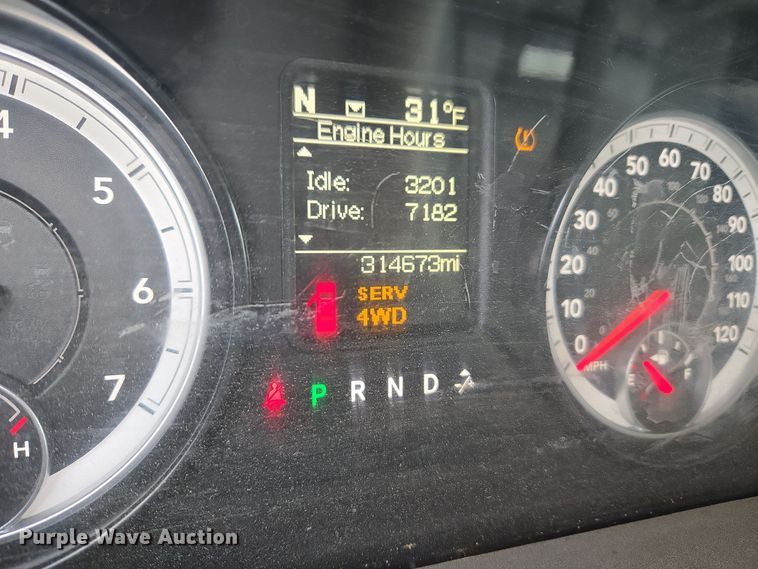 N 31°F
Engine Hours
Idle: 3201
Drive: 7182
314673mi
SERV
4WD
P R N D
4
5
6
7
H
0
20
30
40
50
60
70
80
90
100
110
120
0
MPH
E F
Purple Wave Auction®